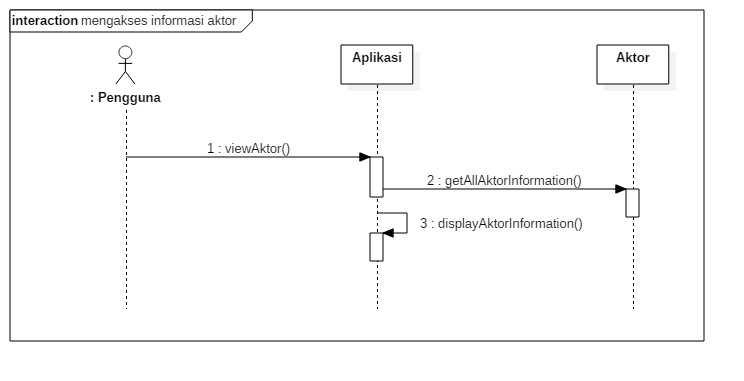 interaction mengakses informasi aktor
Aplikasi
Aktor
: Pengguna
1 : viewAktor()
2 : getAllAktorInformation()
3 : displayAktorInformation()